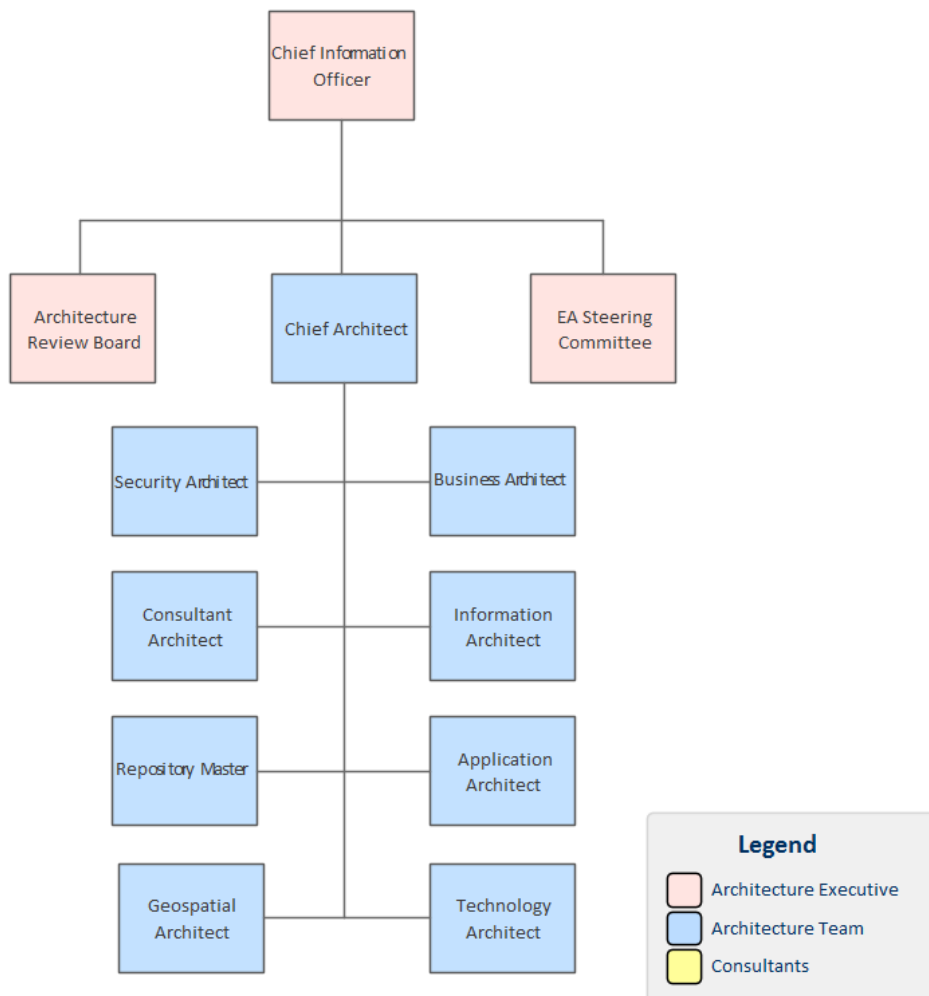 Chief Information
Officer
Architecture
Review Board
Chief Architect
EA Steering
Committee
Security Architect
Business Architect
Consultant
Architect
Information
Architect
Repository Master
Application
Architect
Geospatial
Architect
Technology
Architect
Legend
Architecture Executive
Architecture Team
Consultants